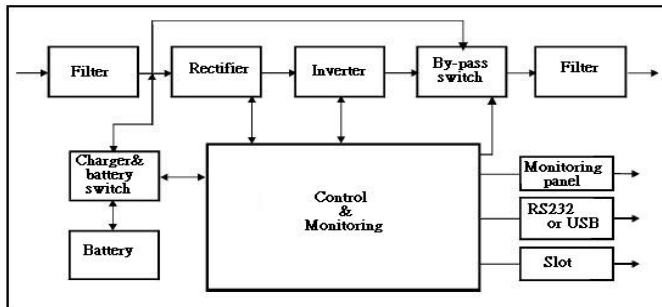 Filter
Rectifier
Inverter
By-pass
switch
Filter
Charger&
battery
switch
Battery
Control
&
Monitoring
Monitoring
panel
RS232
or USB
Slot